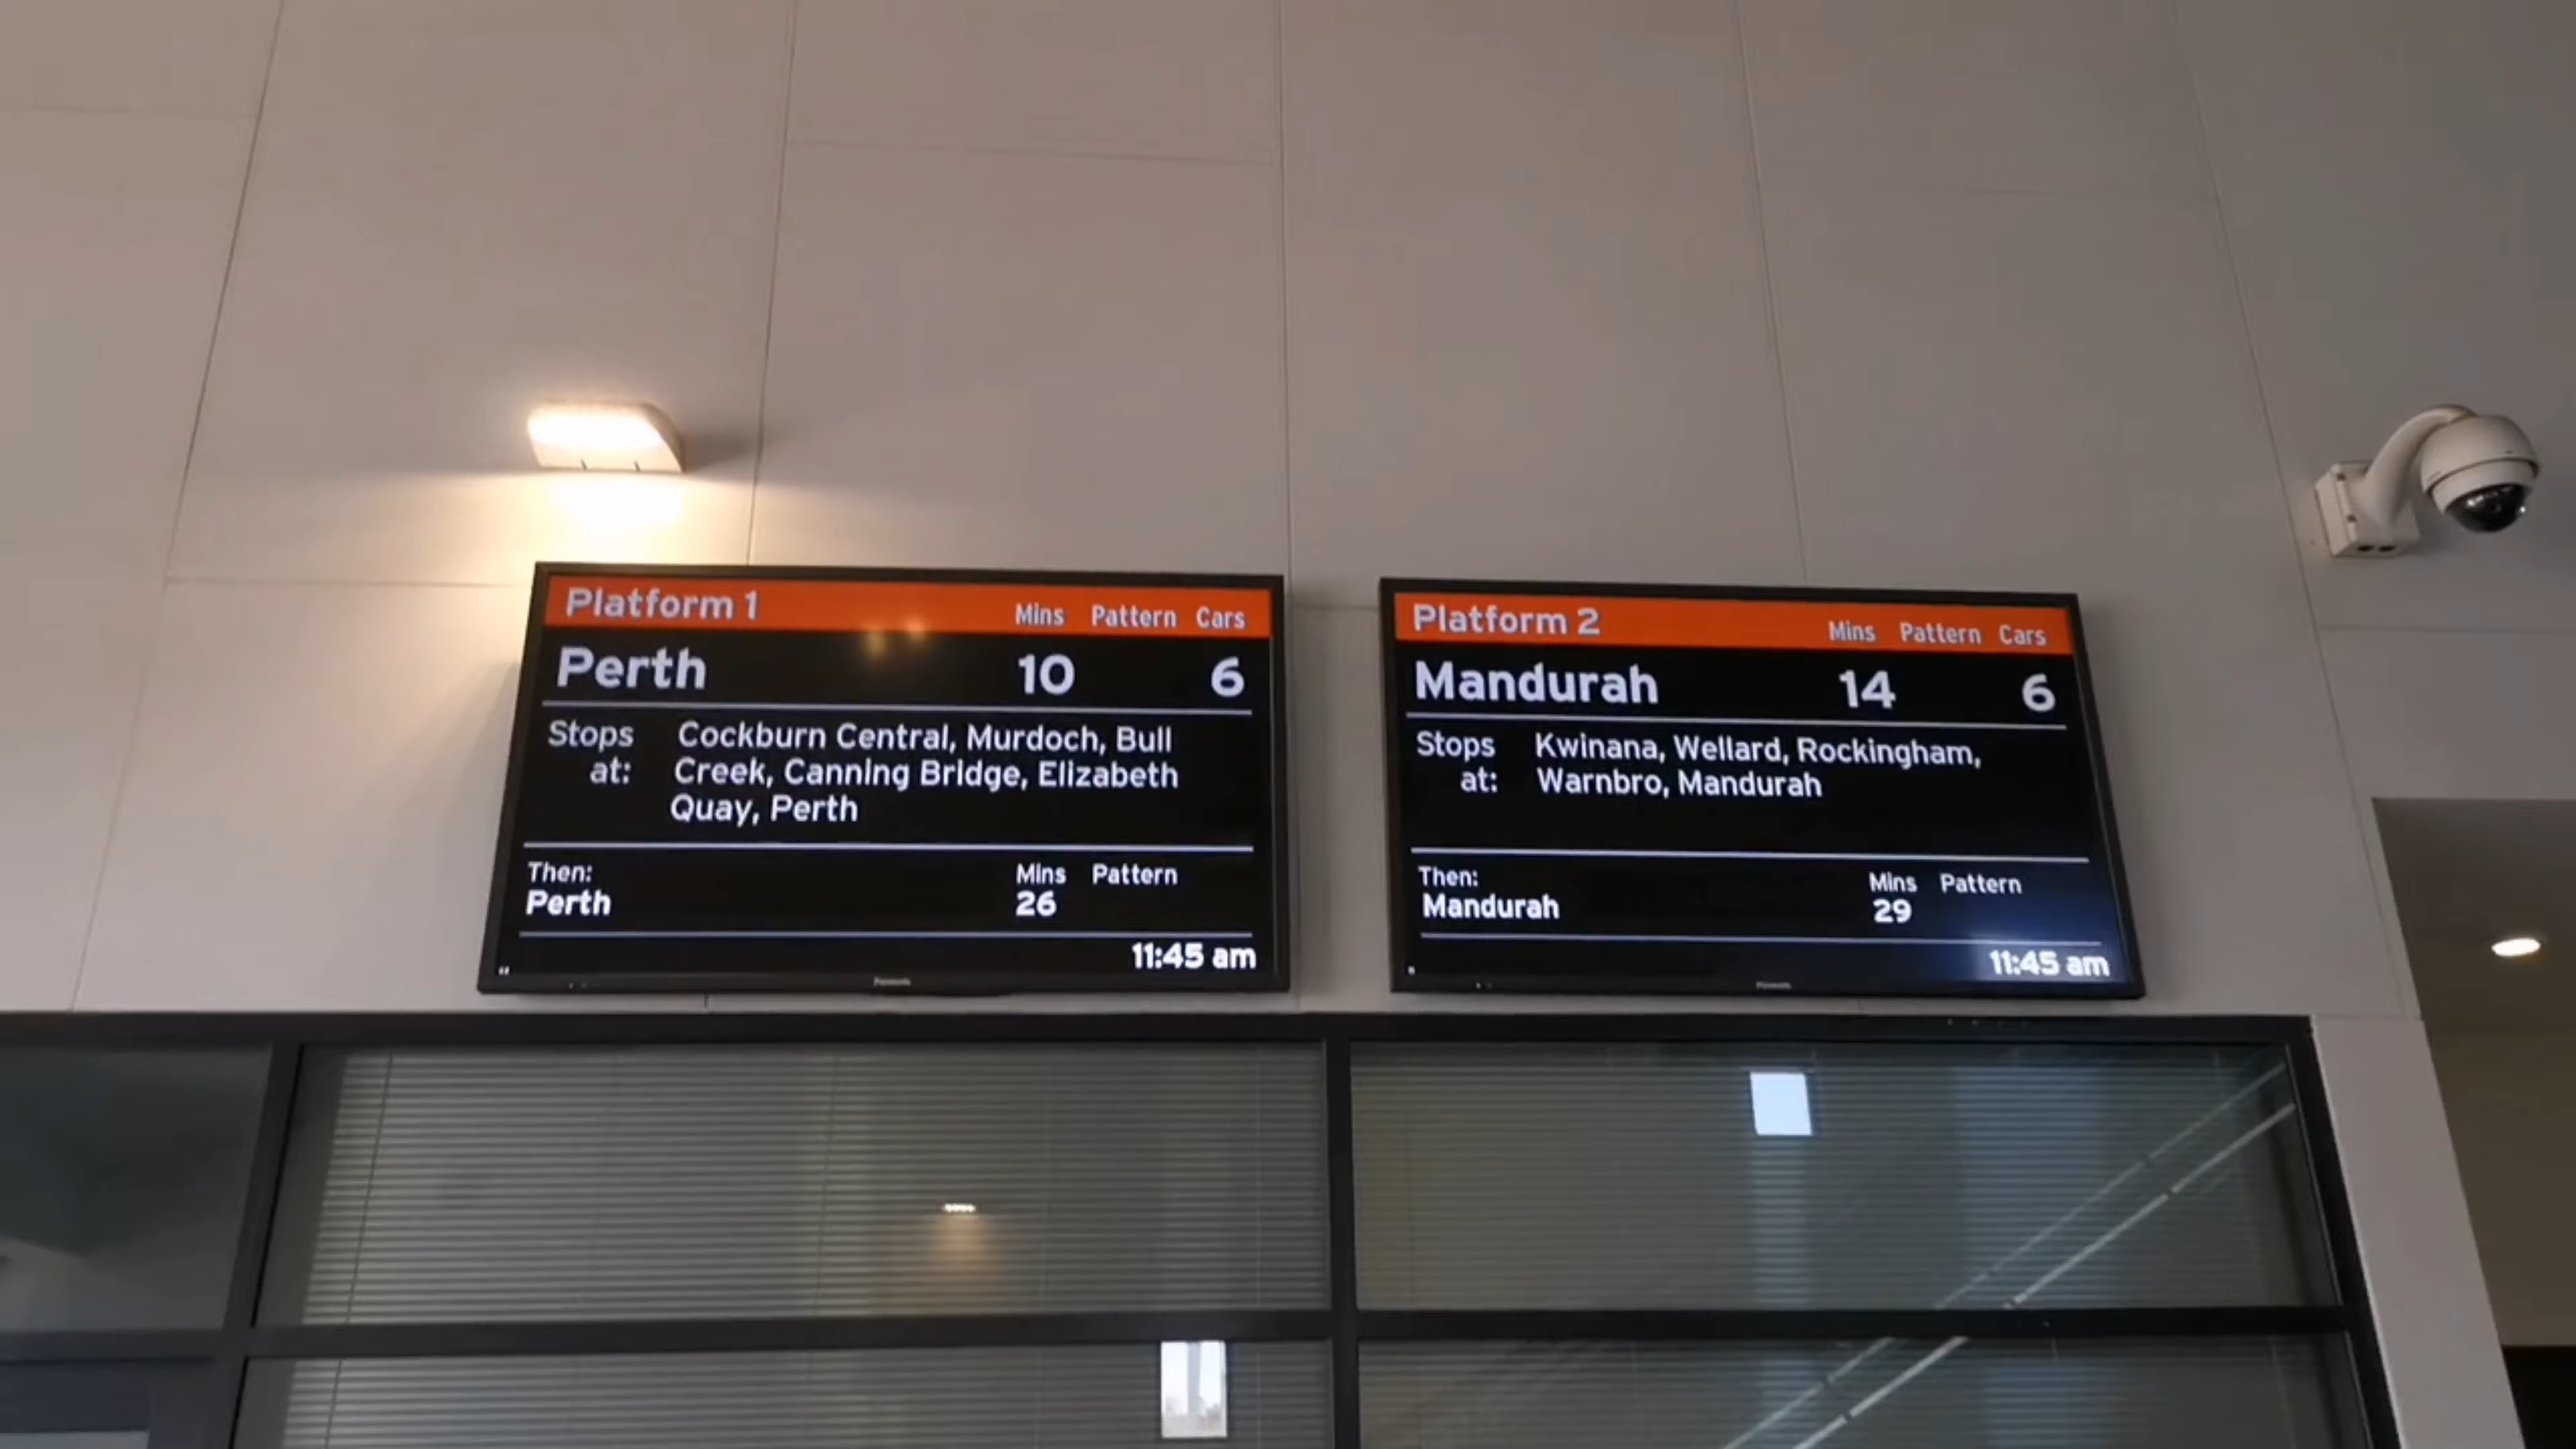 Platform 1 Mins Pattern Cars
Perth 10 6
Stops Cockburn Central, Murdoch, Bull
at: Creek, Canning Bridge, Elizabeth
Quay, Perth
Then: Mins Pattern
Perth 26
11:45 am
Platform 2 Mins Pattern Cars
Mandurah 14 6
Stops Kwinana, Wellard, Rockingham,
at: Warnbro, Mandurah
Then: Mins Pattern
Mandurah 29
11:45 am
Panasonic
Panasonic